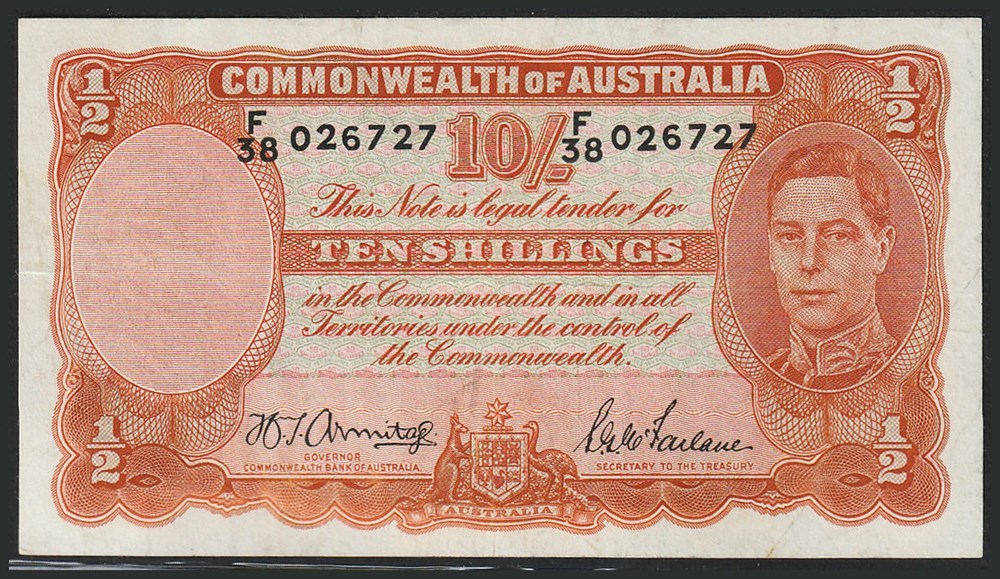 COMMONWEALTH OF AUSTRALIA
1/2
1/2
F/38 026727
10/-
F/38 026727
This Note is legal tender for
TEN SHILLINGS
in the Commonwealth and in all
Territories under the control of
the Commonwealth.
H.T. Armitage.
S.G. McFarlane
GOVERNOR
COMMONWEALTH BANK OF AUSTRALIA.
SECRETARY TO THE TREASURY
1/2
1/2
AUSTRALIA